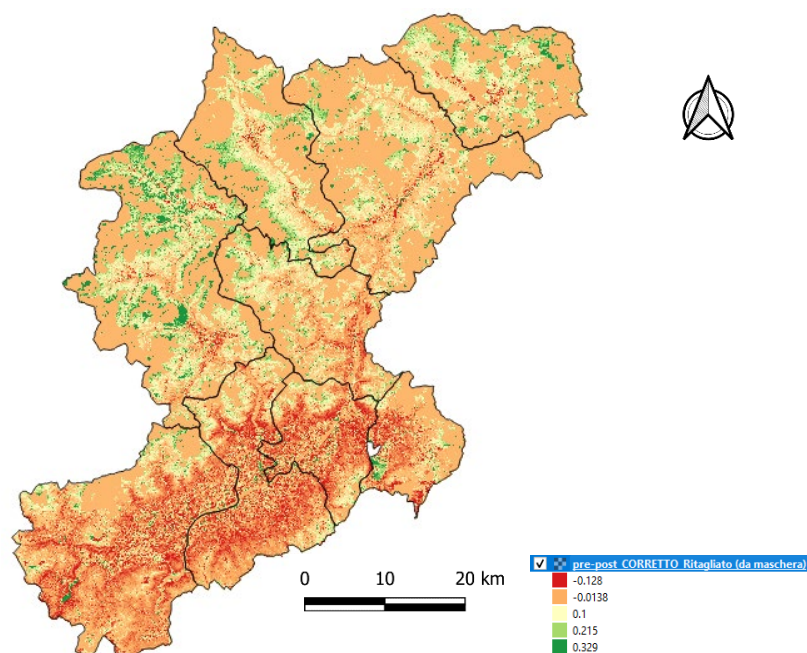 0 10 20 km
pre-post_CORRETTO_Ritagliato (da maschera)
-0.128
-0.0138
0.1
0.215
0.329